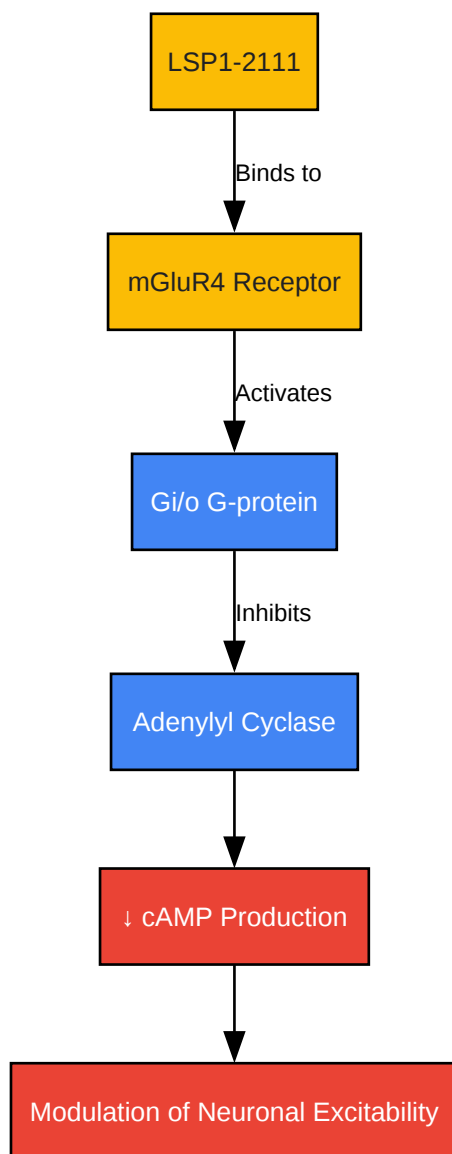 LSP1-2111
Binds to
mGluR4 Receptor
Activates
Gi/o G-protein
Inhibits
Adenylyl Cyclase
↓ cAMP Production
Modulation of Neuronal Excitability